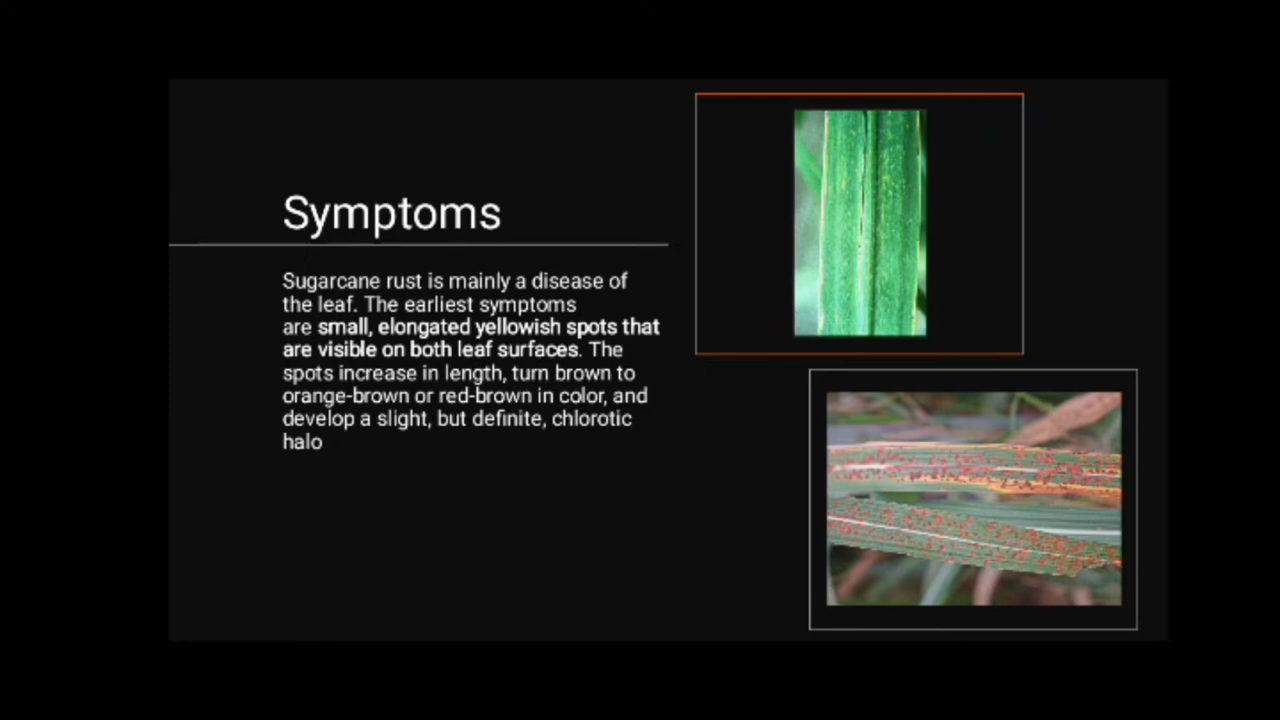 Symptoms
Sugarcane rust is mainly a disease of
the leaf. The earliest symptoms
are small, elongated yellowish spots that
are visible on both leaf surfaces. The
spots increase in length, turn brown to
orange-brown or red-brown in color, and
develop a slight, but definite, chlorotic
halo